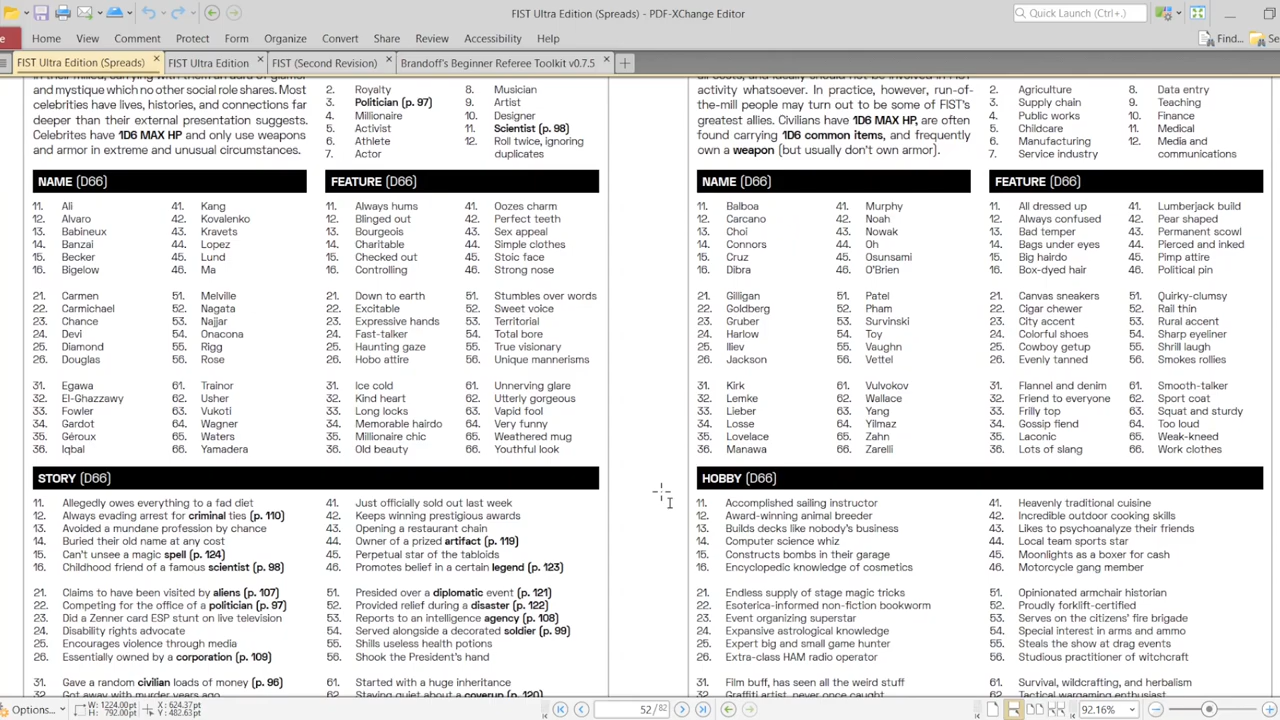 FIST Ultra Edition (Spreads) - PDF-XChange Editor
Quick Launch (Ctrl+.)
Home View Comment Protect Form Organize Convert Share Review Accessibility Help
Find...
FIST Ultra Edition (Spreads)
FIST Ultra Edition
FIST (Second Revision)
Brandoff's Beginner Referee Toolkit v0.7.5
and mystique which no other social role shares. Most
celebrities have lives, histories, and connections far
deeper than their external presentation suggests.
Celebrites have 1D6 MAX HP and only use weapons
and armor in extreme and unusual circumstances.
2. Royalty
3. Politician (p. 97)
4. Millionaire
5. Activist
6. Athlete
7. Actor
8. Musician
9. Artist
10. Designer
11. Scientist (p. 98)
12. Roll twice, ignoring
duplicates
NAME (D66)
11. Ali
12. Alvaro
13. Babineux
14. Banzai
15. Becker
16. Bigelow
21. Carmen
22. Carmichael
23. Chance
24. Devi
25. Diamond
26. Douglas
31. Egawa
32. El-Ghazzawy
33. Fowler
34. Gardot
35. Géroux
36. Iqbal
41. Kang
42. Kovalenko
43. Kravets
44. Lopez
45. Lund
46. Ma
51. Melville
52. Nagata
53. Najjar
54. Onacona
55. Rigg
56. Rose
61. Trainor
62. Usher
63. Vukoti
64. Wagner
65. Waters
66. Yamadera
FEATURE (D66)
11. Always hums
12. Blinged out
13. Bourgeois
14. Charitable
15. Checked out
16. Controlling
21. Down to earth
22. Excitable
23. Expressive hands
24. Fast-talker
25. Haunting gaze
26. Hobo attire
31. Ice cold
32. Kind heart
33. Long locks
34. Memorable hairdo
35. Millionaire chic
36. Old beauty
41. Oozes charm
42. Perfect teeth
43. Sex appeal
44. Simple clothes
45. Stoic face
46. Strong nose
51. Stumbles over words
52. Sweet voice
53. Territorial
54. Total bore
55. True visionary
56. Unique mannerisms
61. Unnerving glare
62. Utterly gorgeous
63. Vapid fool
64. Very funny
65. Weathered mug
66. Youthful look
STORY (D66)
11. Allegedly owes everything to a fad diet
12. Always evading arrest for criminal ties (p. 110)
13. Avoided a mundane profession by chance
14. Buried their old name at any cost
15. Can't unsee a magic spell (p. 124)
16. Childhood friend of a famous scientist (p. 98)
21. Claims to have been visited by aliens (p. 107)
22. Competing for the office of a politician (p. 97)
23. Did a Zenner card ESP stunt on live television
24. Disability rights advocate
25. Encourages violence through media
26. Essentially owned by a corporation (p. 109)
31. Gave a random civilian loads of money (p. 96)
32. Got away with murder years ago
41. Just officially sold out last week
42. Keeps winning prestigious awards
43. Opening a restaurant chain
44. Owner of a prized artifact (p. 119)
45. Perpetual star of the tabloids
46. Promotes belief in a certain legend (p. 123)
51. Presided over a diplomatic event (p. 121)
52. Provided relief during a disaster (p. 122)
53. Reports to an intelligence agency (p. 108)
54. Served alongside a decorated soldier (p. 99)
55. Shills useless health potions
56. Shook the President's hand
61. Started with a huge inheritance
62. Staying quiet about a coverup (p. 120)
activity whatsoever. In practice, however, run-of-
the-mill people may turn out to be some of FIST's
greatest allies. Civilians have 1D6 MAX HP, are often
found carrying 1D6 common items, and frequently
own a weapon (but usually don't own armor).
2. Agriculture
3. Supply chain
4. Public works
5. Childcare
6. Manufacturing
7. Service industry
8. Data entry
9. Teaching
10. Finance
11. Medical
12. Media and
communications
NAME (D66)
11. Balboa
12. Carcano
13. Choi
14. Connors
15. Cruz
16. Dibra
21. Gilligan
22. Goldberg
23. Gruber
24. Harlow
25. Iliev
26. Jackson
31. Kirk
32. Lemke
33. Lieber
34. Losse
35. Lovelace
36. Manawa
41. Murphy
42. Noah
43. Nowak
44. Oh
45. Osunsami
46. O'Brien
51. Patel
52. Pham
53. Survinski
54. Toy
55. Vaughn
56. Vettel
61. Vulvokov
62. Wallace
63. Yang
64. Yilmaz
65. Zahn
66. Zarelli
FEATURE (D66)
11. All dressed up
12. Always confused
13. Bad temper
14. Bags under eyes
15. Big hairdo
16. Box-dyed hair
21. Canvas sneakers
22. Cigar chewer
23. City accent
24. Colorful shoes
25. Cowboy getup
26. Evenly tanned
31. Flannel and denim
32. Friend to everyone
33. Frilly top
34. Gossip fiend
35. Laconic
36. Lots of slang
41. Lumberjack build
42. Pear shaped
43. Permanent scowl
44. Pierced and inked
45. Pimp attire
46. Political pin
51. Quirky-clumsy
52. Rail thin
53. Rural accent
54. Sharp eyeliner
55. Shrill laugh
56. Smokes rollies
61. Smooth-talker
62. Sport coat
63. Squat and sturdy
64. Too loud
65. Weak-kneed
66. Work clothes
HOBBY (D66)
11. Accomplished sailing instructor
12. Award-winning animal breeder
13. Builds decks like nobody's business
14. Computer science whiz
15. Constructs bombs in their garage
16. Encyclopedic knowledge of cosmetics
21. Endless supply of stage magic tricks
22. Esoterica-informed non-fiction bookworm
23. Event organizing superstar
24. Expansive astrological knowledge
25. Expert big and small game hunter
26. Extra-class HAM radio operator
31. Film buff, has seen all the weird stuff
32. Graffiti artist, never once caught
41. Heavenly traditional cuisine
42. Incredible outdoor cooking skills
43. Likes to psychoanalyze their friends
44. Local team sports star
45. Moonlights as a boxer for cash
46. Motorcycle gang member
51. Opinionated armchair historian
52. Proudly forklift-certified
53. Serves on the citizens' fire brigade
54. Special interest in arms and ammo
55. Steals the show at drag events
56. Studious practitioner of witchcraft
61. Survival, wildcrafting, and herbalism
62. Tactical wargaming enthusiast
Options...
W: 1224.00mm
H: 792.00mm
X: 624.37mm
Y: 482.63mm
52 / 82
92.16%